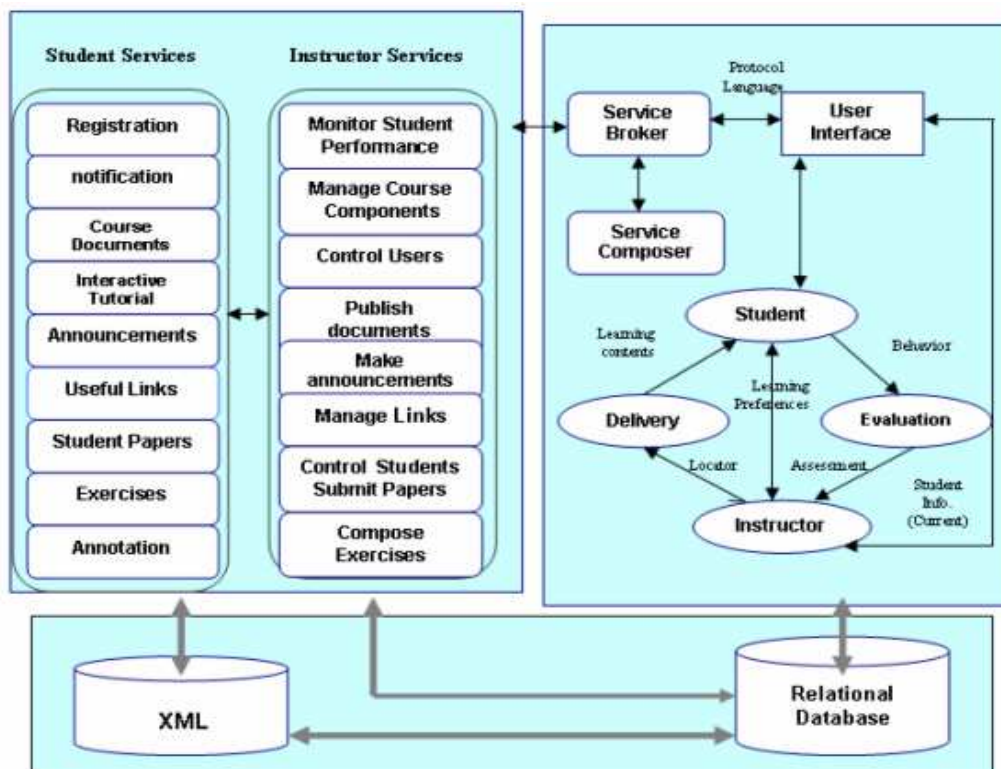 Student Services
Instructor Services
Registration
notification
Course
Documents
Interactive
Tutorial
Announcements
Useful Links
Student Papers
Exercises
Annotation
Monitor Student
Performance
Manage Course
Components
Control Users
Publish
documents
Make
announcements
Manage Links
Control Students
Submit Papers
Compose
Exercises
Service
Broker
Protocol
Language
User
Interface
Service
Composer
Student
Learning
contents
Behavior
Learning
Preferences
Delivery
Evaluation
Locator
Assessment
Student
Info.
(Current)
Instructor
XML
Relational
Database